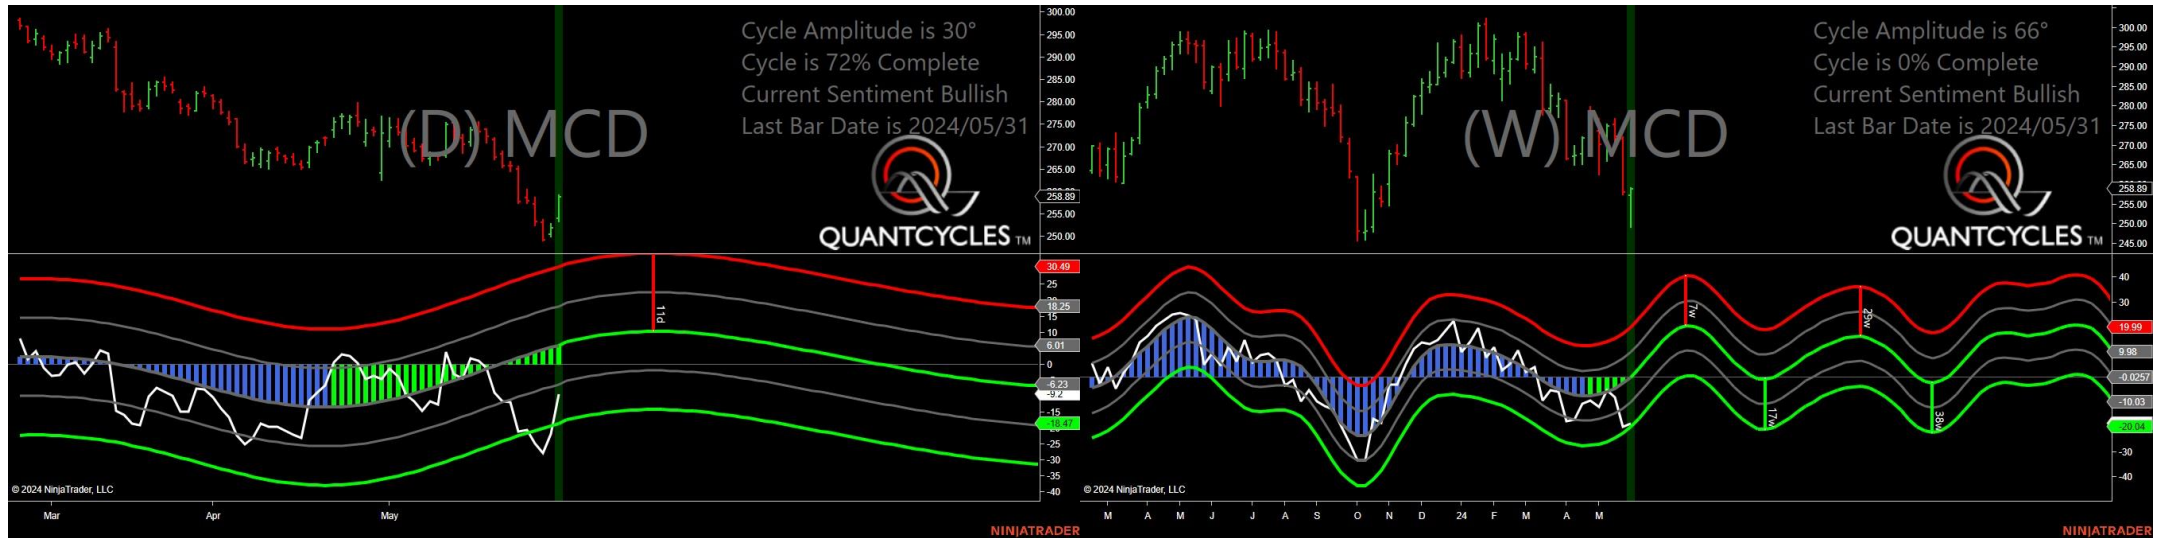 Cycle Amplitude is 30°
Cycle is 72% Complete
Current Sentiment Bullish
Last Bar Date is 2024/05/31
(D) MCD
QUANTCYCLES TM
300.00
295.00
290.00
285.00
280.00
275.00
270.00
265.00
258.89
255.00
250.00
30.49
25
18.25
15
10
6.01
0
-6.23
-9.2
-15
-18.47
-25
-30
-35
-40
11d
© 2024 NinjaTrader, LLC
Mar Apr May
NINJATRADER
Cycle Amplitude is 66°
Cycle is 0% Complete
Current Sentiment Bullish
Last Bar Date is 2024/05/31
(W) MCD
QUANTCYCLES TM
300.00
295.00
290.00
285.00
280.00
275.00
270.00
265.00
258.89
255.00
250.00
245.00
40
30
19.99
9.98
-0.0257
-10.03
-20.04
-30
-40
7w
17w
29w
38w
© 2024 NinjaTrader, LLC
M A M J J A S O N D 24 F M A M
NINJATRADER